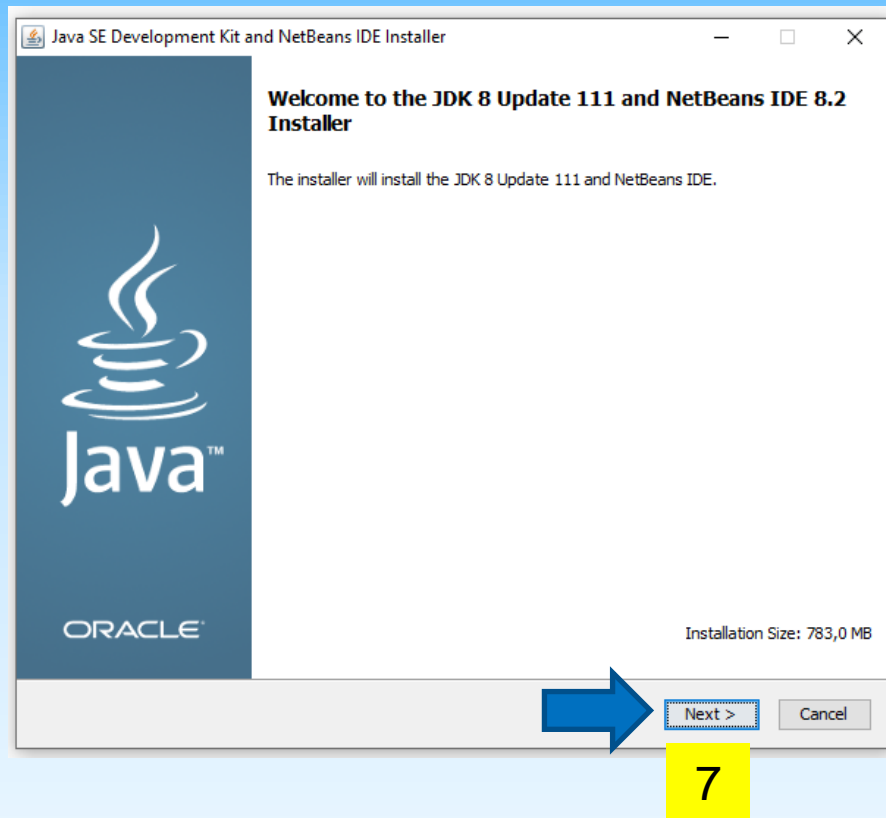 Java SE Development Kit and NetBeans IDE Installer
Welcome to the JDK 8 Update 111 and NetBeans IDE 8.2
Installer
The installer will install the JDK 8 Update 111 and NetBeans IDE.
Java™
ORACLE
Installation Size: 783,0 MB
Next >
Cancel
7